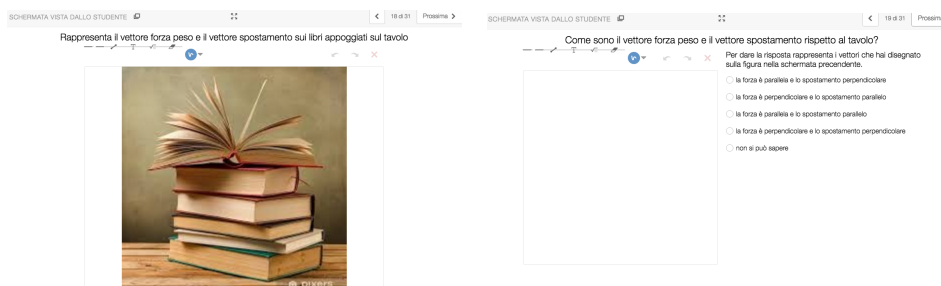 SCHERMATA VISTA DALLO STUDENTE
18 di 31
Prossima
Rappresenta il vettore forza peso e il vettore spostamento sui libri appoggiati sul tavolo
T
pixers
SCHERMATA VISTA DALLO STUDENTE
19 di 31
Prossim
Come sono il vettore forza peso e il vettore spostamento rispetto al tavolo?
T
Per dare la risposta rappresenta i vettori che hai disegnato
sulla figura nella schermata precendente.
la forza è parallela e lo spostamento perpendicolare
la forza è perpendicolare e lo spostamento parallelo
la forza è parallela e lo spostamento parallelo
la forza è perpendicolare e lo spostamento perpendicolare
non si può sapere